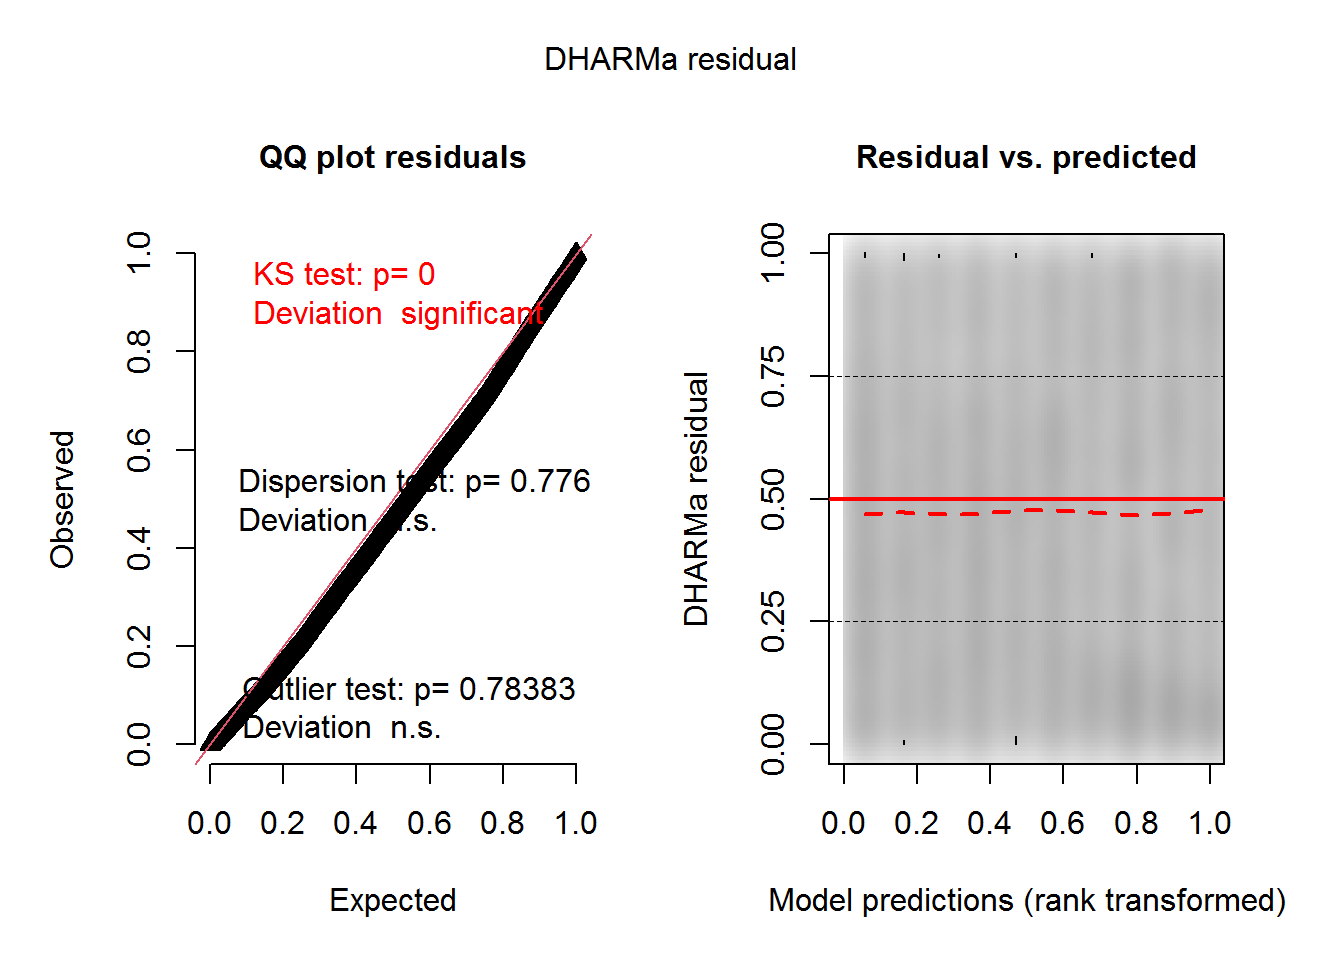 DHARMa residual
QQ plot residuals
Observed
0.0 0.2 0.4 0.6 0.8 1.0
KS test: p= 0
Deviation  significant
Dispersion test: p= 0.776
Deviation  n.s.
Outlier test: p= 0.78383
Deviation  n.s.
0.0 0.2 0.4 0.6 0.8 1.0
Expected
Residual vs. predicted
DHARMa residual
0.00 0.25 0.50 0.75 1.00
0.0 0.2 0.4 0.6 0.8 1.0
Model predictions (rank transformed)